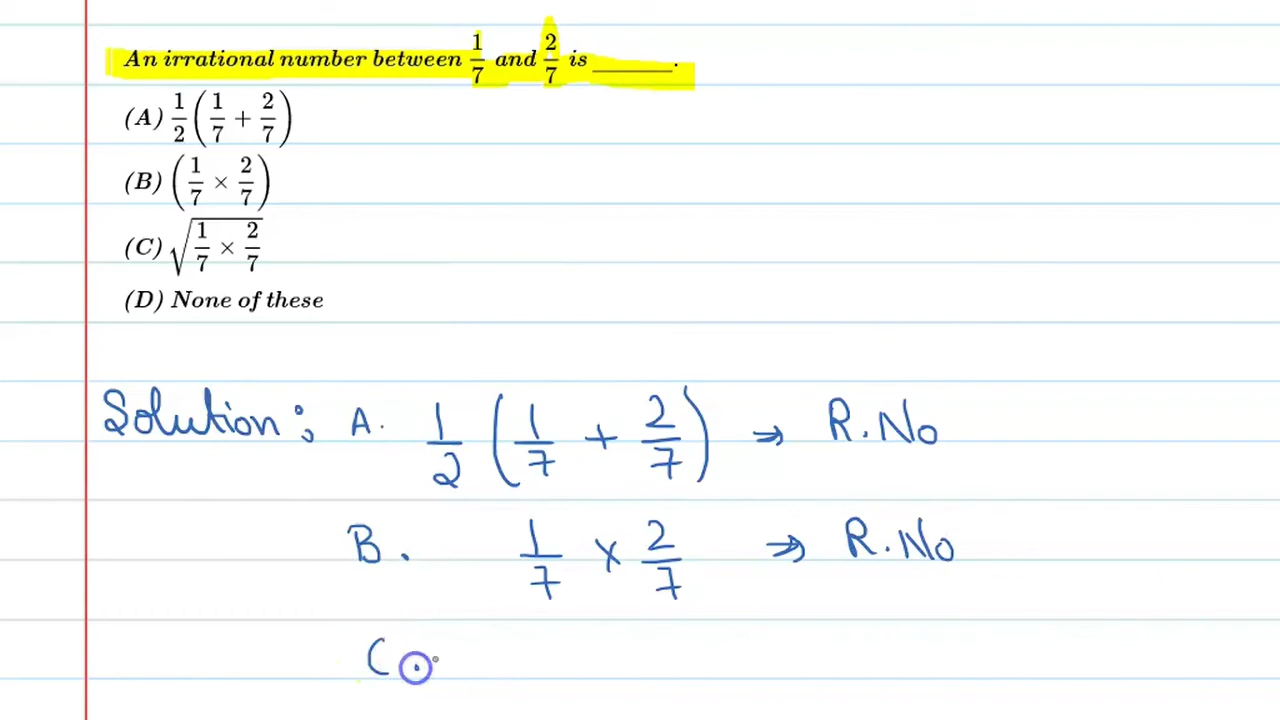 An irrational number between 1/7 and 2/7 is ______.
(A) 1/2 (1/7 + 2/7)
(B) (1/7 × 2/7)
(C) √(1/7 × 2/7)
(D) None of these
Solution: A. 1/2 (1/7 + 2/7) → R.No
B. 1/7 × 2/7 → R.No
C.